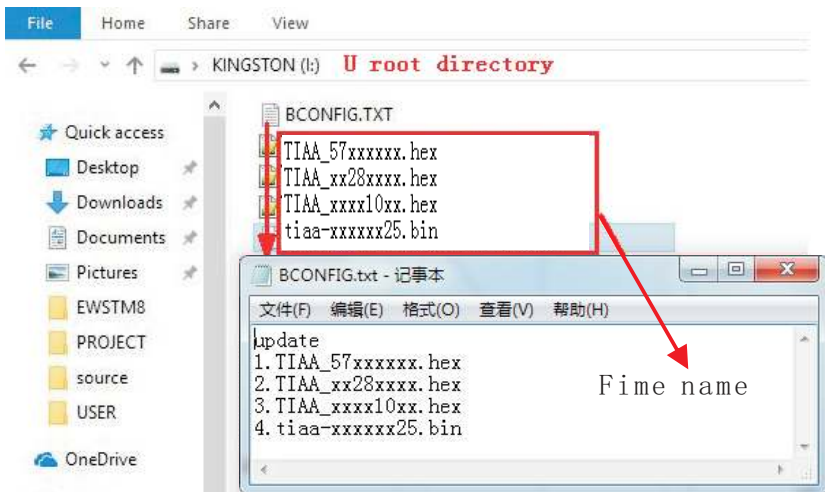 File Home Share View
KINGSTON (I:) U root directory
Quick access
Desktop
Downloads
Documents
Pictures
EWSTM8
PROJECT
source
USER
OneDrive
BCONFIG.TXT
TIAA_57xxxxxx.hex
TIAA_xx28xxxx.hex
TIAA_xxxx10xx.hex
tiaa-xxxxxx25.bin
BCONFIG.txt - 记事本
文件(F) 编辑(E) 格式(O) 查看(V) 帮助(H)
update
1.TIAA_57xxxxxx.hex
2.TIAA_xx28xxxx.hex
3.TIAA_xxxx10xx.hex
4.tiaa-xxxxxx25.bin
Fime name